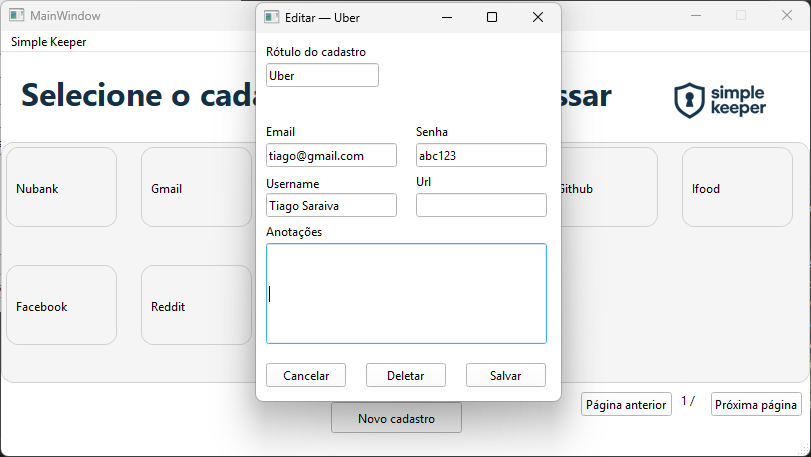 MainWindow
Simple Keeper
Selecione o cada
ssar
simple
keeper
Nubank
Gmail
Github
Ifood
Facebook
Reddit
Editar — Uber
Rótulo do cadastro
Uber
Email
Senha
tiago@gmail.com
abc123
Username
Url
Tiago Saraiva
Anotações
Cancelar
Deletar
Salvar
Novo cadastro
Página anterior
1 /
Próxima página